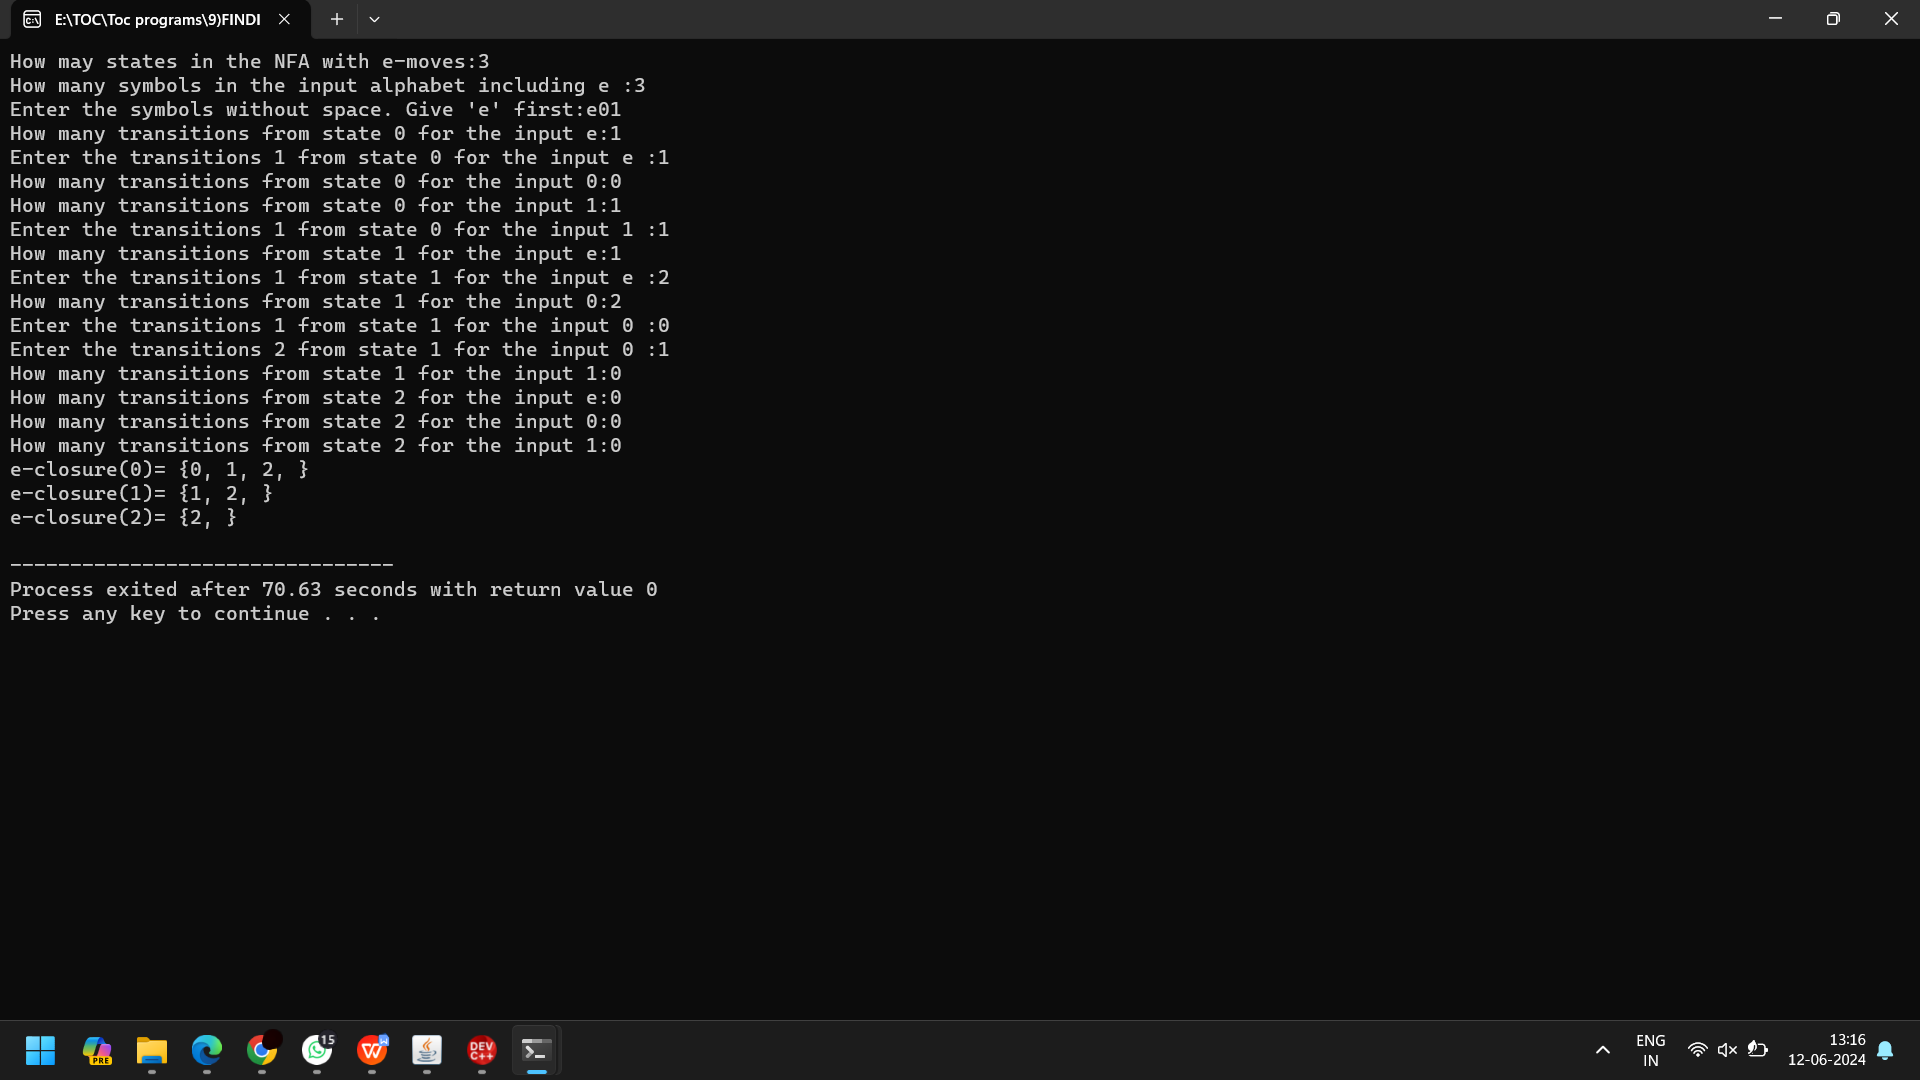 E:\TOC\Toc programs\9)FINDI
How may states in the NFA with e-moves:3
How many symbols in the input alphabet including e :3
Enter the symbols without space. Give 'e' first:e01
How many transitions from state 0 for the input e:1
Enter the transitions 1 from state 0 for the input e :1
How many transitions from state 0 for the input 0:0
How many transitions from state 0 for the input 1:1
Enter the transitions 1 from state 0 for the input 1 :1
How many transitions from state 1 for the input e:1
Enter the transitions 1 from state 1 for the input e :2
How many transitions from state 1 for the input 0:2
Enter the transitions 1 from state 1 for the input 0 :0
Enter the transitions 2 from state 1 for the input 0 :1
How many transitions from state 1 for the input 1:0
How many transitions from state 2 for the input e:0
How many transitions from state 2 for the input 0:0
How many transitions from state 2 for the input 1:0
e-closure(0)= {0, 1, 2, }
e-closure(1)= {1, 2, }
e-closure(2)= {2, }
--------------------------------
Process exited after 70.63 seconds with return value 0
Press any key to continue . . .
PRE
15
W
DEV
C++
ENG
IN
13:16
12-06-2024